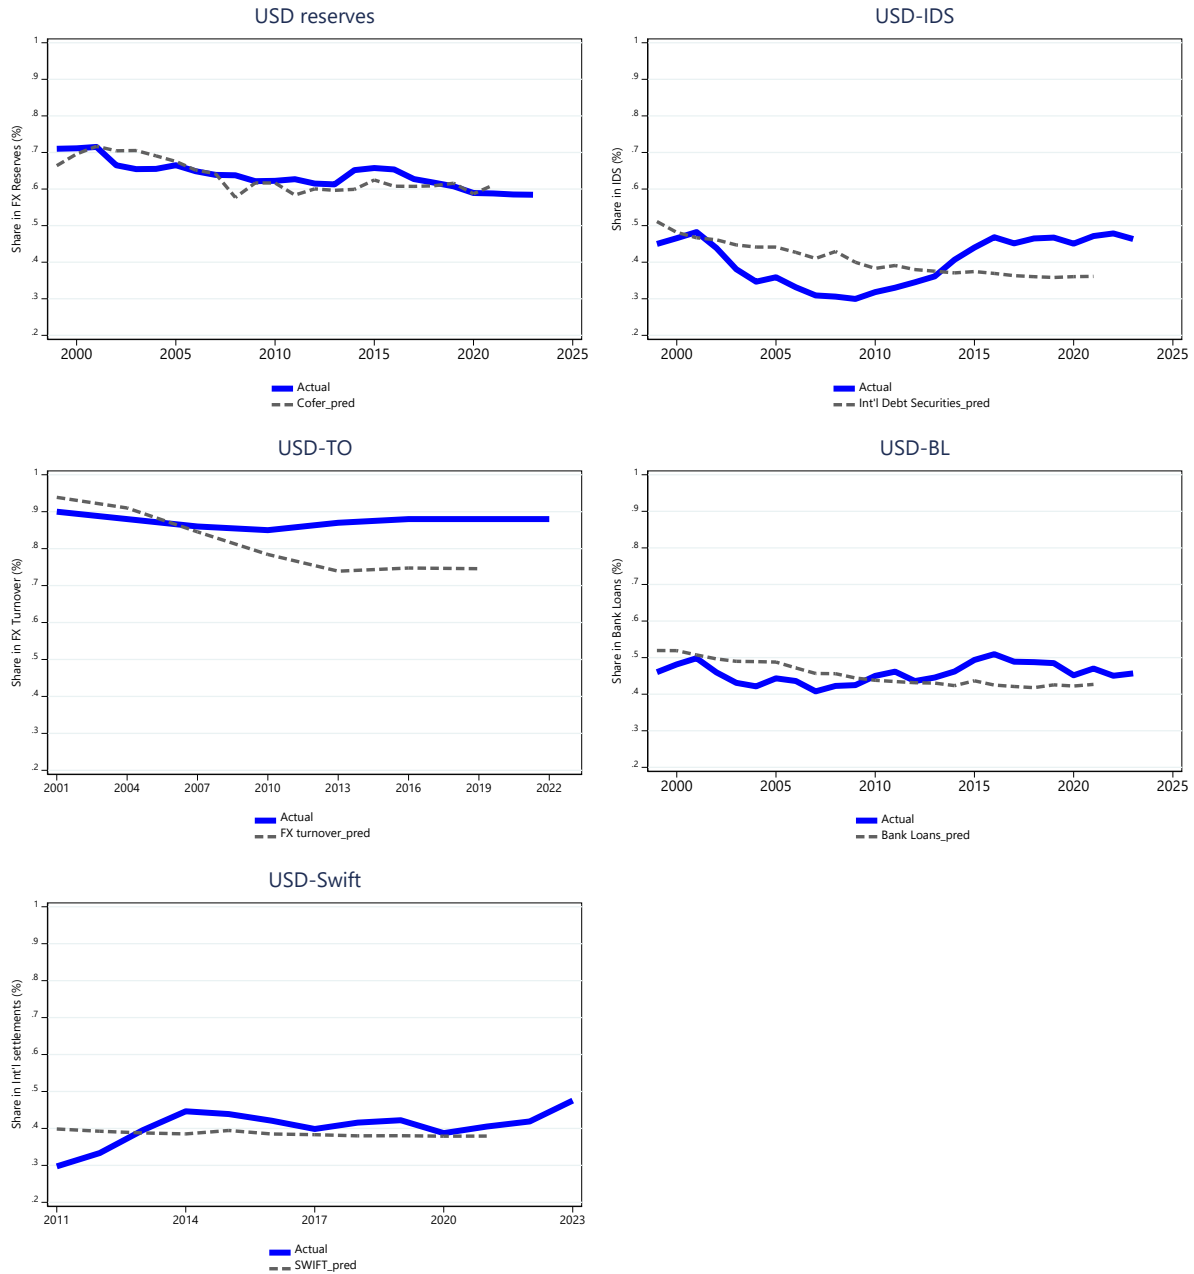 USD reserves
Share in FX Reserves (%)
1
.9
.8
.7
.6
.5
.4
.3
.2
2000 2005 2010 2015 2020 2025
Actual
Cofer_pred
USD-IDS
Share in IDS (%)
1
.9
.8
.7
.6
.5
.4
.3
.2
2000 2005 2010 2015 2020 2025
Actual
Int'l Debt Securities_pred
USD-TO
Share in FX Turnover (%)
1
.9
.8
.7
.6
.5
.4
.3
.2
2001 2004 2007 2010 2013 2016 2019 2022
Actual
FX turnover_pred
USD-BL
Share in Bank Loans (%)
1
.9
.8
.7
.6
.5
.4
.3
.2
2000 2005 2010 2015 2020 2025
Actual
Bank Loans_pred
USD-Swift
Share in Int'l settlements (%)
1
.9
.8
.7
.6
.5
.4
.3
.2
2011 2014 2017 2020 2023
Actual
SWIFT_pred